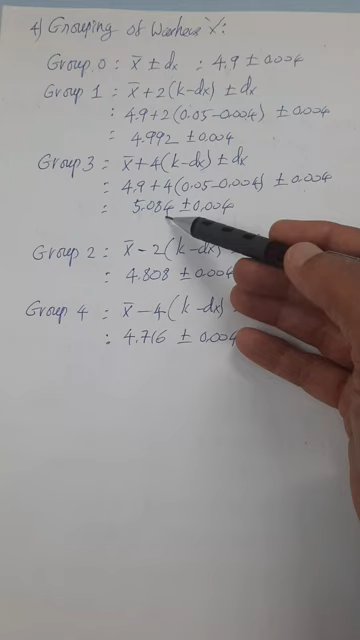 4) Grouping of Washers X̄:
Group 0 : x̄ ± dx : 4.9 ± 0.004
Group 1 : x̄ + 2(k-dx) ± dx
: 4.9 + 2(0.05-0.004) ± 0.004
= 4.992 ± 0.004
Group 3 : x̄ + 4(k-dx) ± dx
: 4.9 + 4(0.05-0.004) ± 0.004
= 5.084 ± 0.004
Group 2 : x̄ - 2(k-dx)
: 4.808 ± 0.004
Group 4 : x̄ - 4(k-dx)
: 4.716 ± 0.004